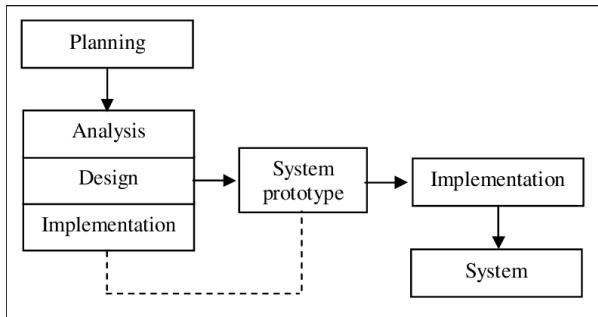 Planning
Analysis
Design
Implementation
System
prototype
Implementation
System